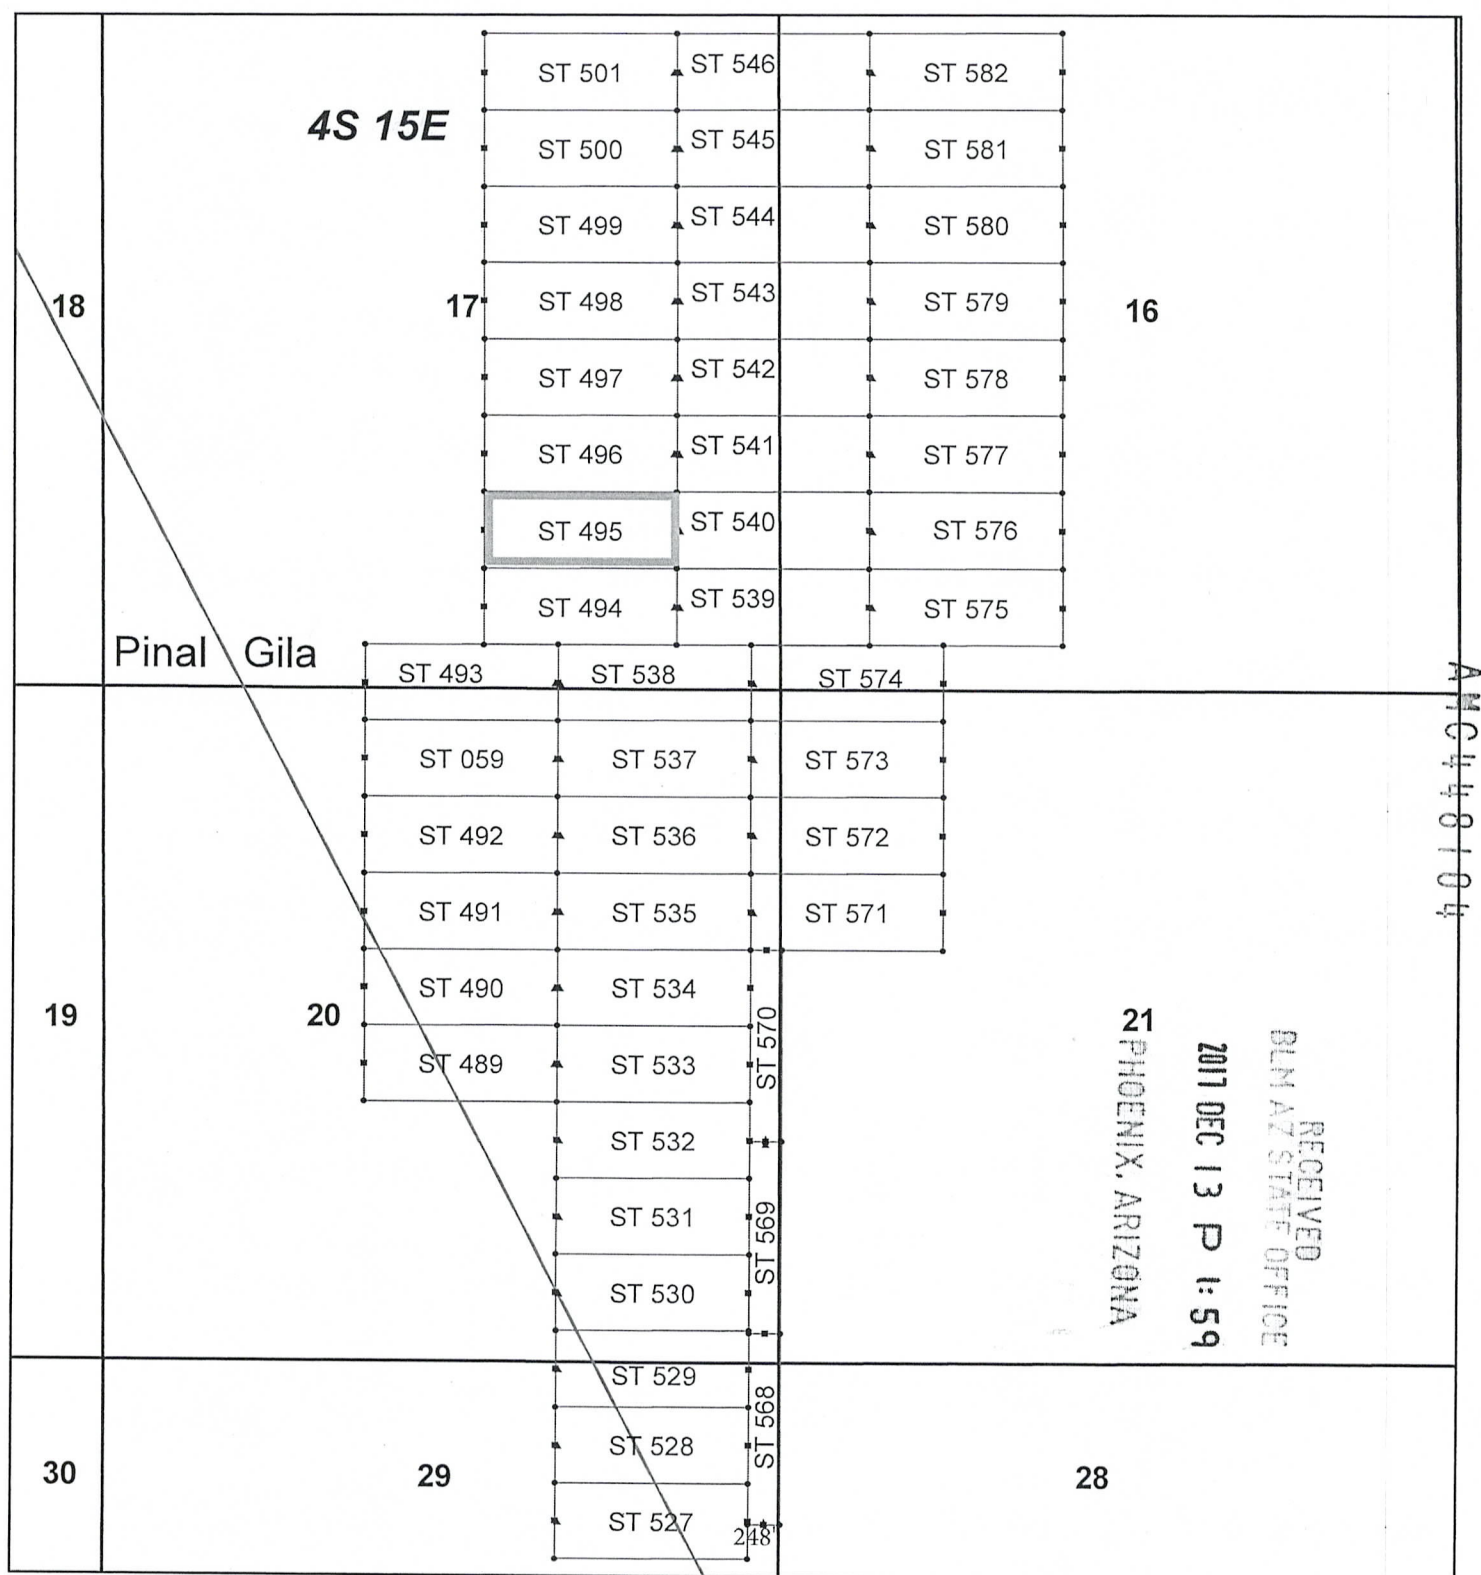 ST 501 ST 546 ST 582
4S 15E
ST 500 ST 545 ST 581
ST 499 ST 544 ST 580
18 17 ST 498 ST 543 ST 579 16
ST 497 ST 542 ST 578
ST 496 ST 541 ST 577
ST 495 ST 540 ST 576
ST 494 ST 539 ST 575
Pinal Gila
ST 493 ST 538 ST 574
ST 059 ST 537 ST 573
ST 492 ST 536 ST 572
ST 491 ST 535 ST 571
ST 490 ST 534
19 20 ST 570 21
ST 489 ST 533
ST 532
ST 531 ST 569
ST 530
ST 529
ST 568
ST 528
30 29 28
ST 527
248'
AMC448104
RECEIVED
BLM AZ STATE OFFICE
2017 DEC 13 P 1:59
PHOENIX, ARIZONA